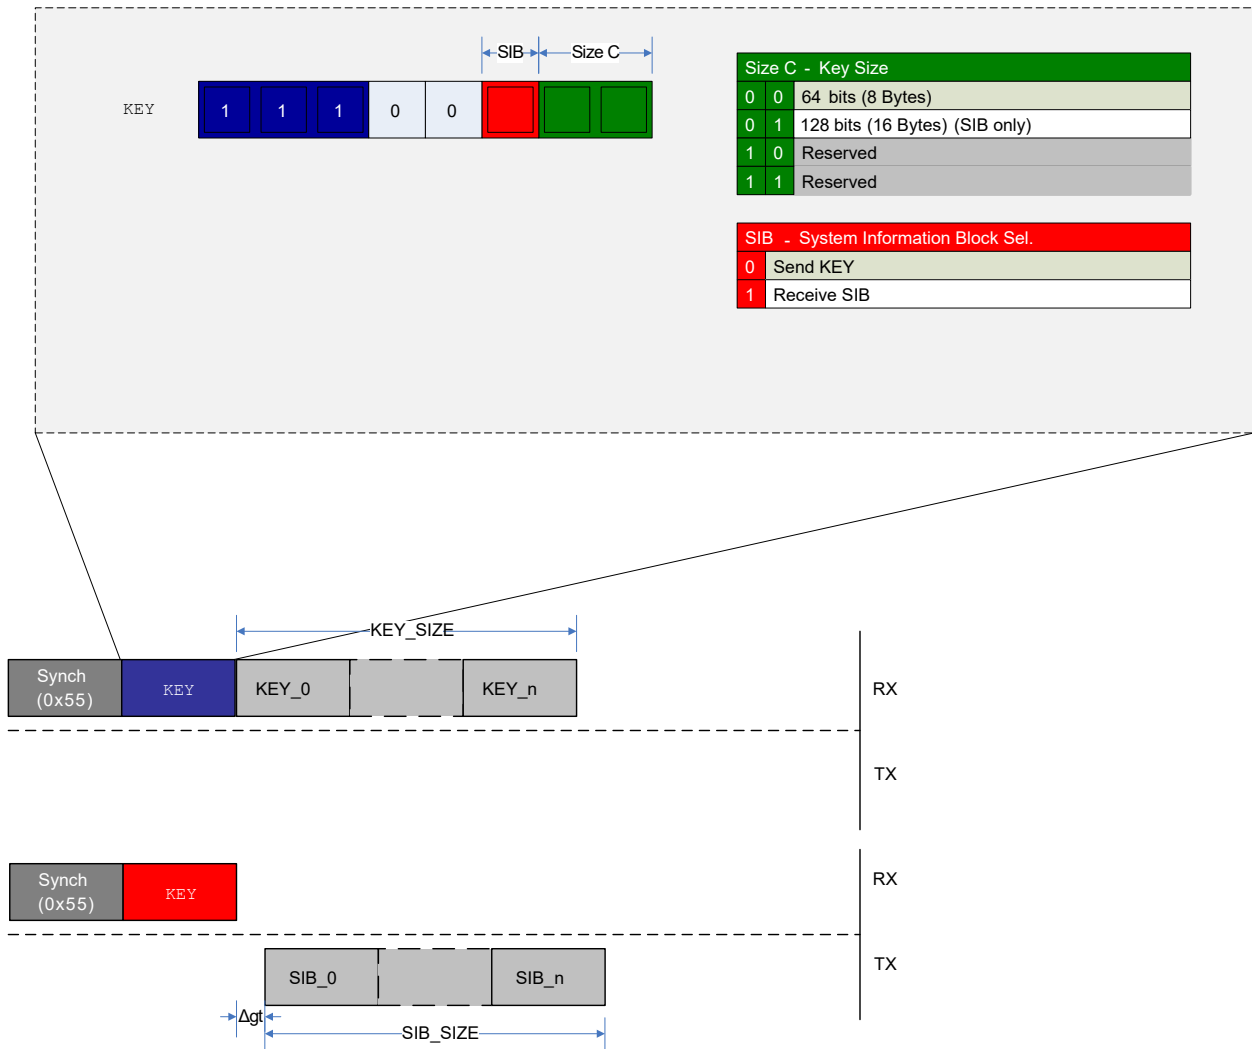 SIB Size C
KEY 1 1 1 0 0
Size C - Key Size
0 0 64 bits (8 Bytes)
0 1 128 bits (16 Bytes) (SIB only)
1 0 Reserved
1 1 Reserved
SIB - System Information Block Sel.
0 Send KEY
1 Receive SIB
KEY_SIZE
Synch
(0x55)
KEY
KEY_0
KEY_n
RX
TX
Synch
(0x55)
KEY
RX
SIB_0
SIB_n
TX
Δgt
SIB_SIZE